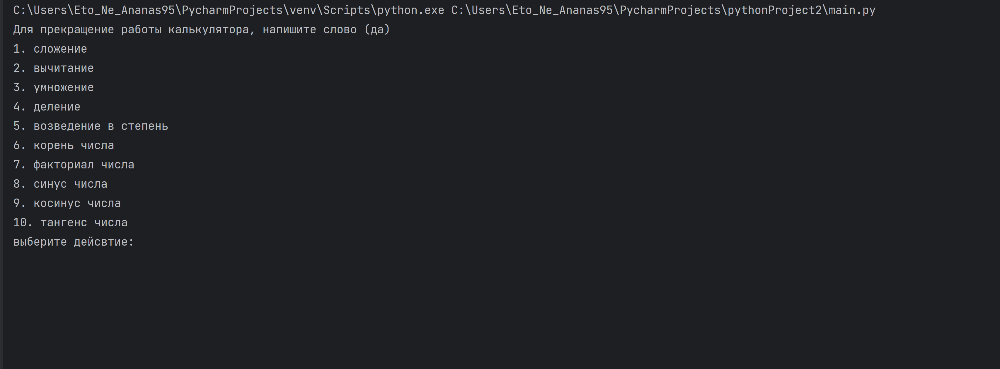 C:\Users\Eto_Ne_Ananas95\PycharmProjects\venv\Scripts\python.exe C:\Users\Eto_Ne_Ananas95\PycharmProjects\pythonProject2\main.py
Для прекращение работы калькулятора, напишите слово (да)
1. сложение
2. вычитание
3. умножение
4. деление
5. возведение в степень
6. корень числа
7. факториал числа
8. синус числа
9. косинус числа
10. тангенс числа
выберите дейсвтие: